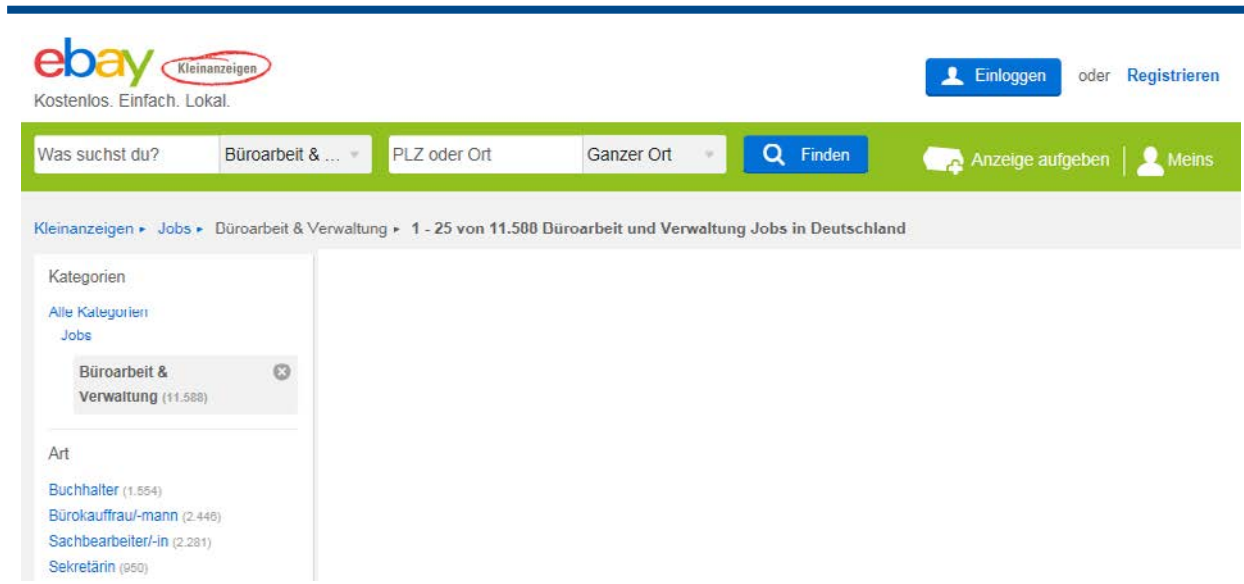 ebay Kleinanzeigen
Kostenlos. Einfach. Lokal.
Einloggen oder Registrieren
Was suchst du? Büroarbeit & ... PLZ oder Ort Ganzer Ort Finden Anzeige aufgeben Meins
Kleinanzeigen Jobs Büroarbeit & Verwaltung 1 - 25 von 11.588 Büroarbeit und Verwaltung Jobs in Deutschland
Kategorien
Alle Kategorien
Jobs
Büroarbeit &
Verwaltung (11.588)
Art
Buchhalter (1.554)
Bürokauffrau/-mann (2.446)
Sachbearbeiter/-in (2.281)
Sekretärin (950)